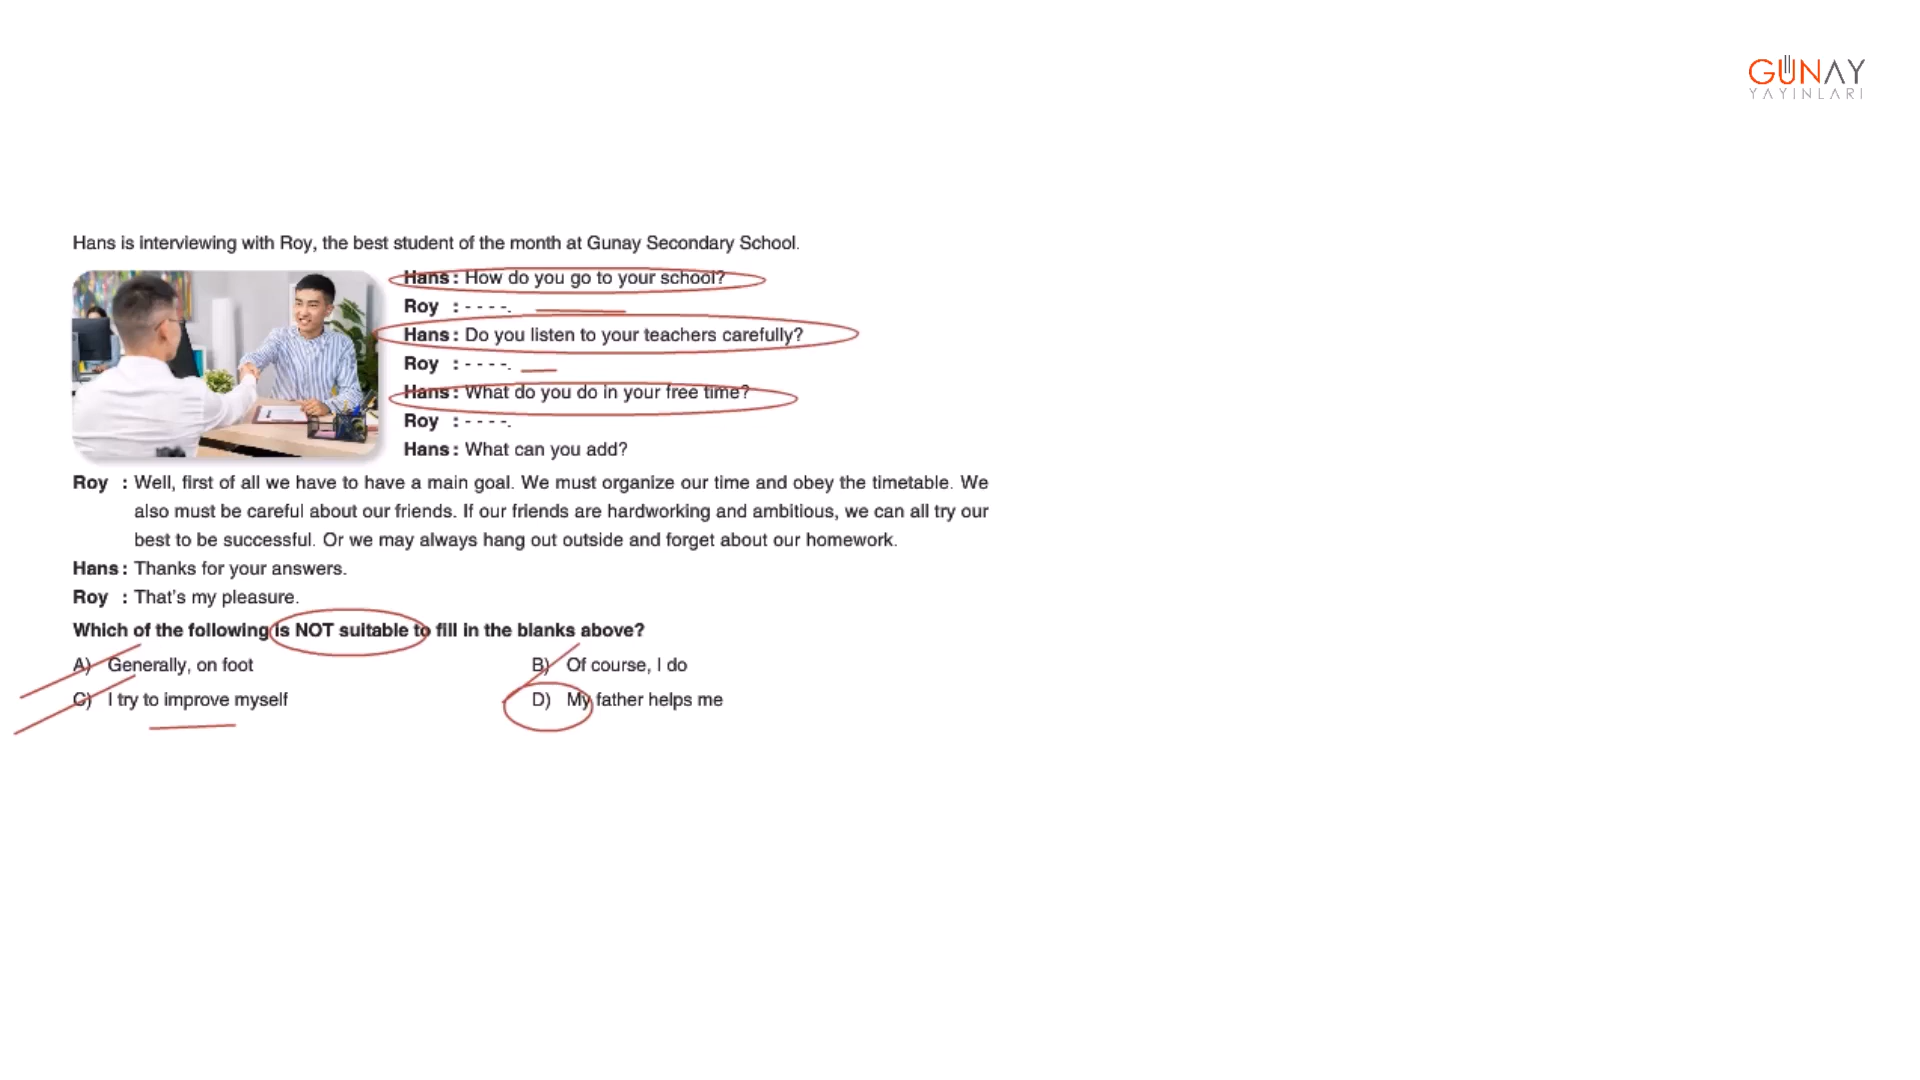 GÜNAY
YAYINLARI
Hans is interviewing with Roy, the best student of the month at Gunay Secondary School.
Hans : How do you go to your school?
Roy : - - - -.
Hans : Do you listen to your teachers carefully?
Roy : - - - -.
Hans : What do you do in your free time?
Roy : - - - -.
Hans : What can you add?
Roy : Well, first of all we have to have a main goal. We must organize our time and obey the timetable. We
also must be careful about our friends. If our friends are hardworking and ambitious, we can all try our
best to be successful. Or we may always hang out outside and forget about our homework.
Hans : Thanks for your answers.
Roy : That's my pleasure.
Which of the following is NOT suitable to fill in the blanks above?
A) Generally, on foot
B) Of course, I do
C) I try to improve myself
D) My father helps me